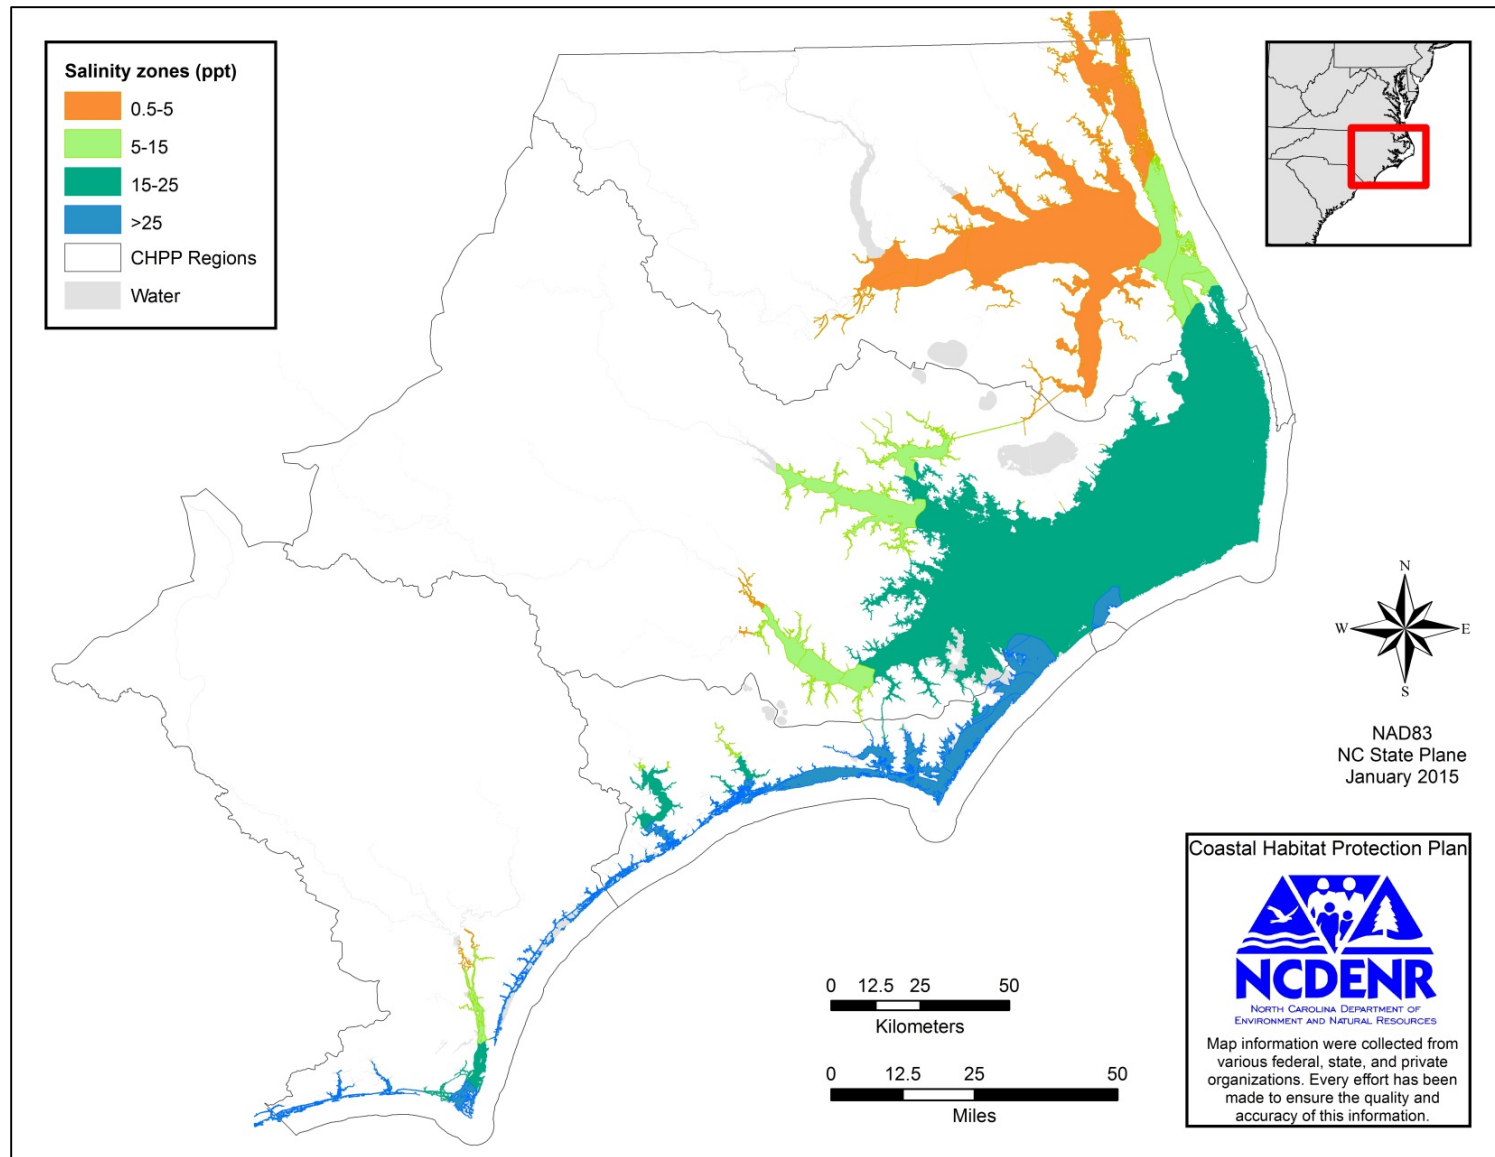 Salinity zones (ppt)
0.5-5
5-15
15-25
>25
CHPP Regions
Water
N
W E
S
NAD83
NC State Plane
January 2015
0 12.5 25 50
Kilometers
0 12.5 25 50
Miles
Coastal Habitat Protection Plan
NCDENR
NORTH CAROLINA DEPARTMENT OF
ENVIRONMENT AND NATURAL RESOURCES
Map information were collected from
various federal, state, and private
organizations. Every effort has been
made to ensure the quality and
accuracy of this information.